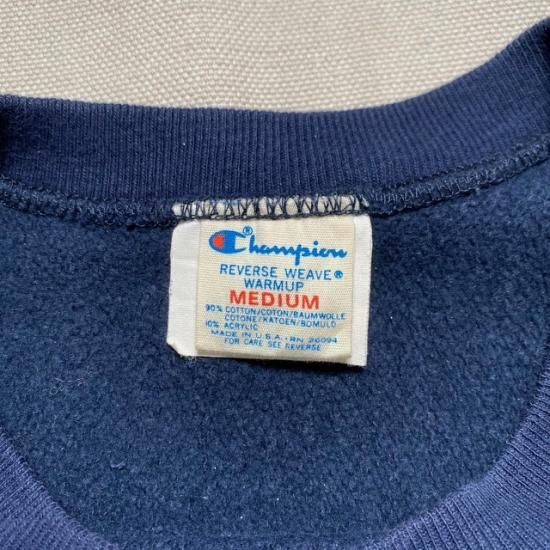 Champion®
REVERSE WEAVE®
WARMUP
MEDIUM
90% COTTON/COTON/BAUMWOLLE
COTONE/KATOEN/BOMULD
10% ACRYLIC
MADE IN U.S.A. · RN 26094
FOR CARE SEE REVERSE